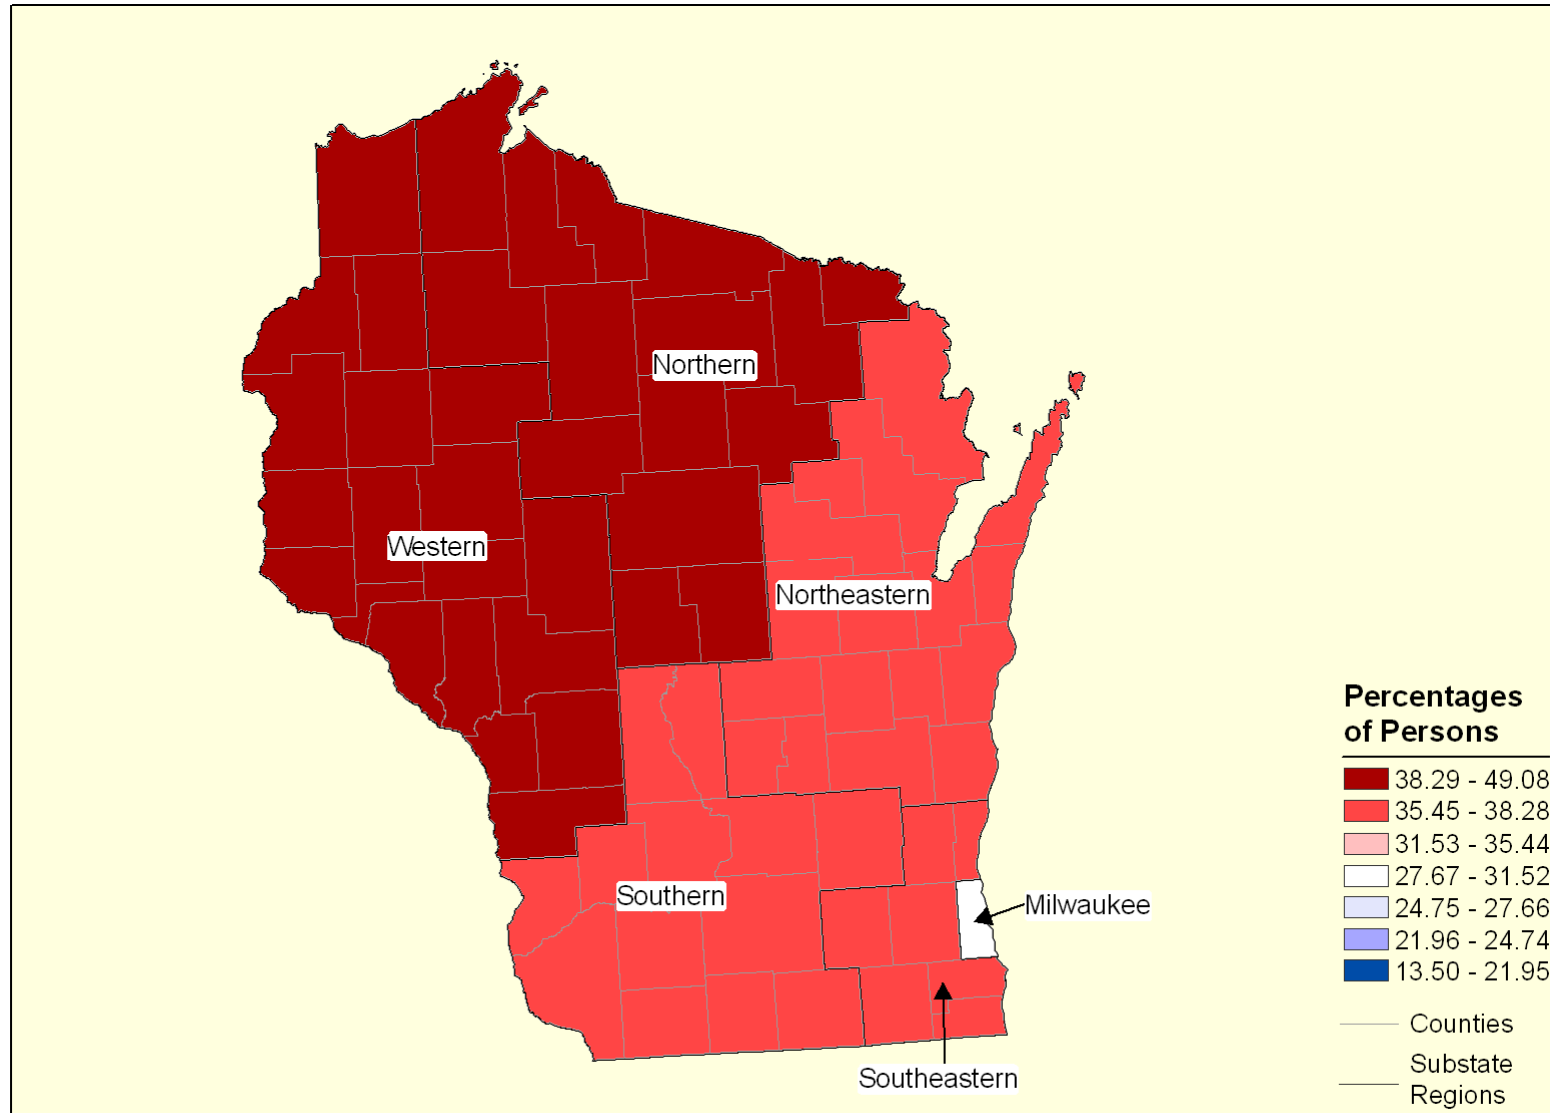 Northern
Western
Northeastern
Southern
Milwaukee
Southeastern
Percentages
of Persons
38.29 - 49.08
35.45 - 38.28
31.53 - 35.44
27.67 - 31.52
24.75 - 27.66
21.96 - 24.74
13.50 - 21.95
Counties
Substate
Regions